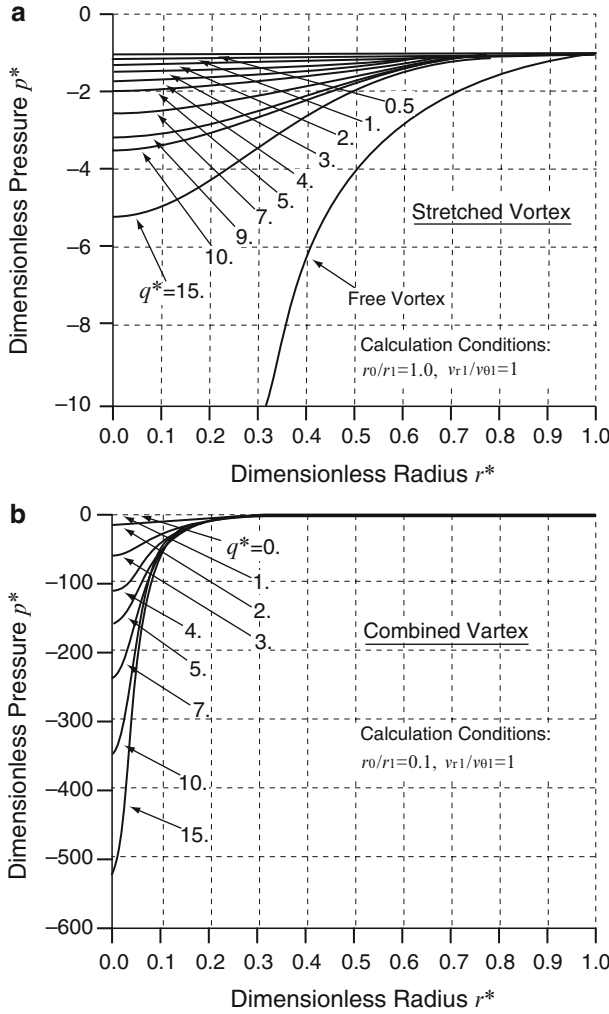 a
Dimensionless Pressure p*
0
−2
−4
−6
−8
−10
0.5
1.
2.
3.
4.
5.
7.
9.
10.
q*=15.
Stretched Vortex
Free Vortex
Calculation Conditions:
r0/r1=1.0, vr1/vθ1=1
0.0 0.1 0.2 0.3 0.4 0.5 0.6 0.7 0.8 0.9 1.0
Dimensionless Radius r*
b
Dimensionless Pressure p*
0
−100
−200
−300
−400
−500
−600
q*=0.
1.
2.
3.
4.
5.
7.
10.
15.
Combined Vartex
Calculation Conditions:
r0/r1=0.1, vr1/vθ1=1
0.0 0.1 0.2 0.3 0.4 0.5 0.6 0.7 0.8 0.9 1.0
Dimensionless Radius r*